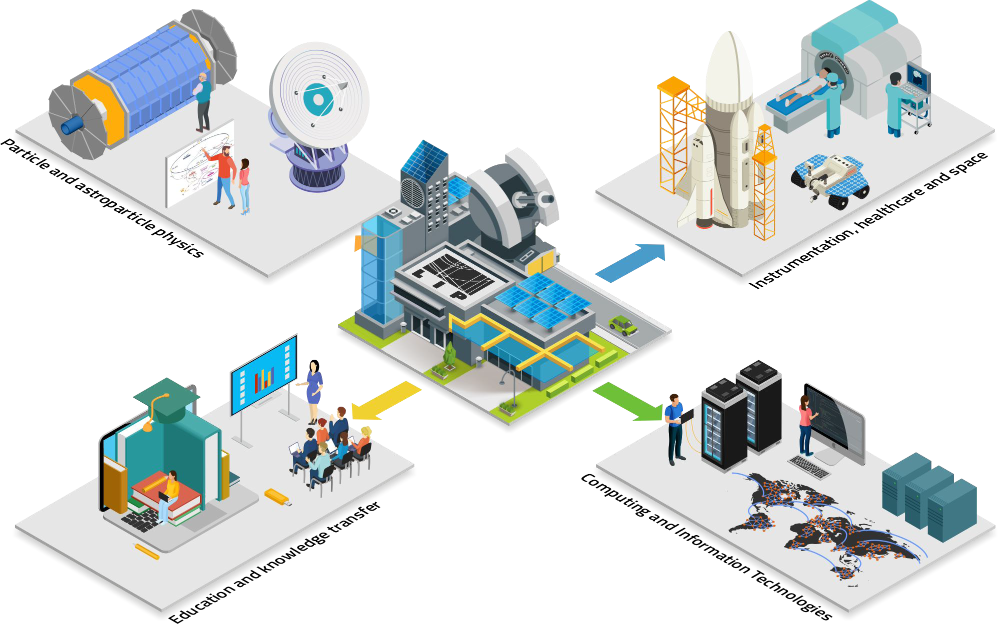 Particle and astroparticle physics
Instrumentation, healthcare and space
LIP
Education and knowledge transfer
Computing and Information Technologies